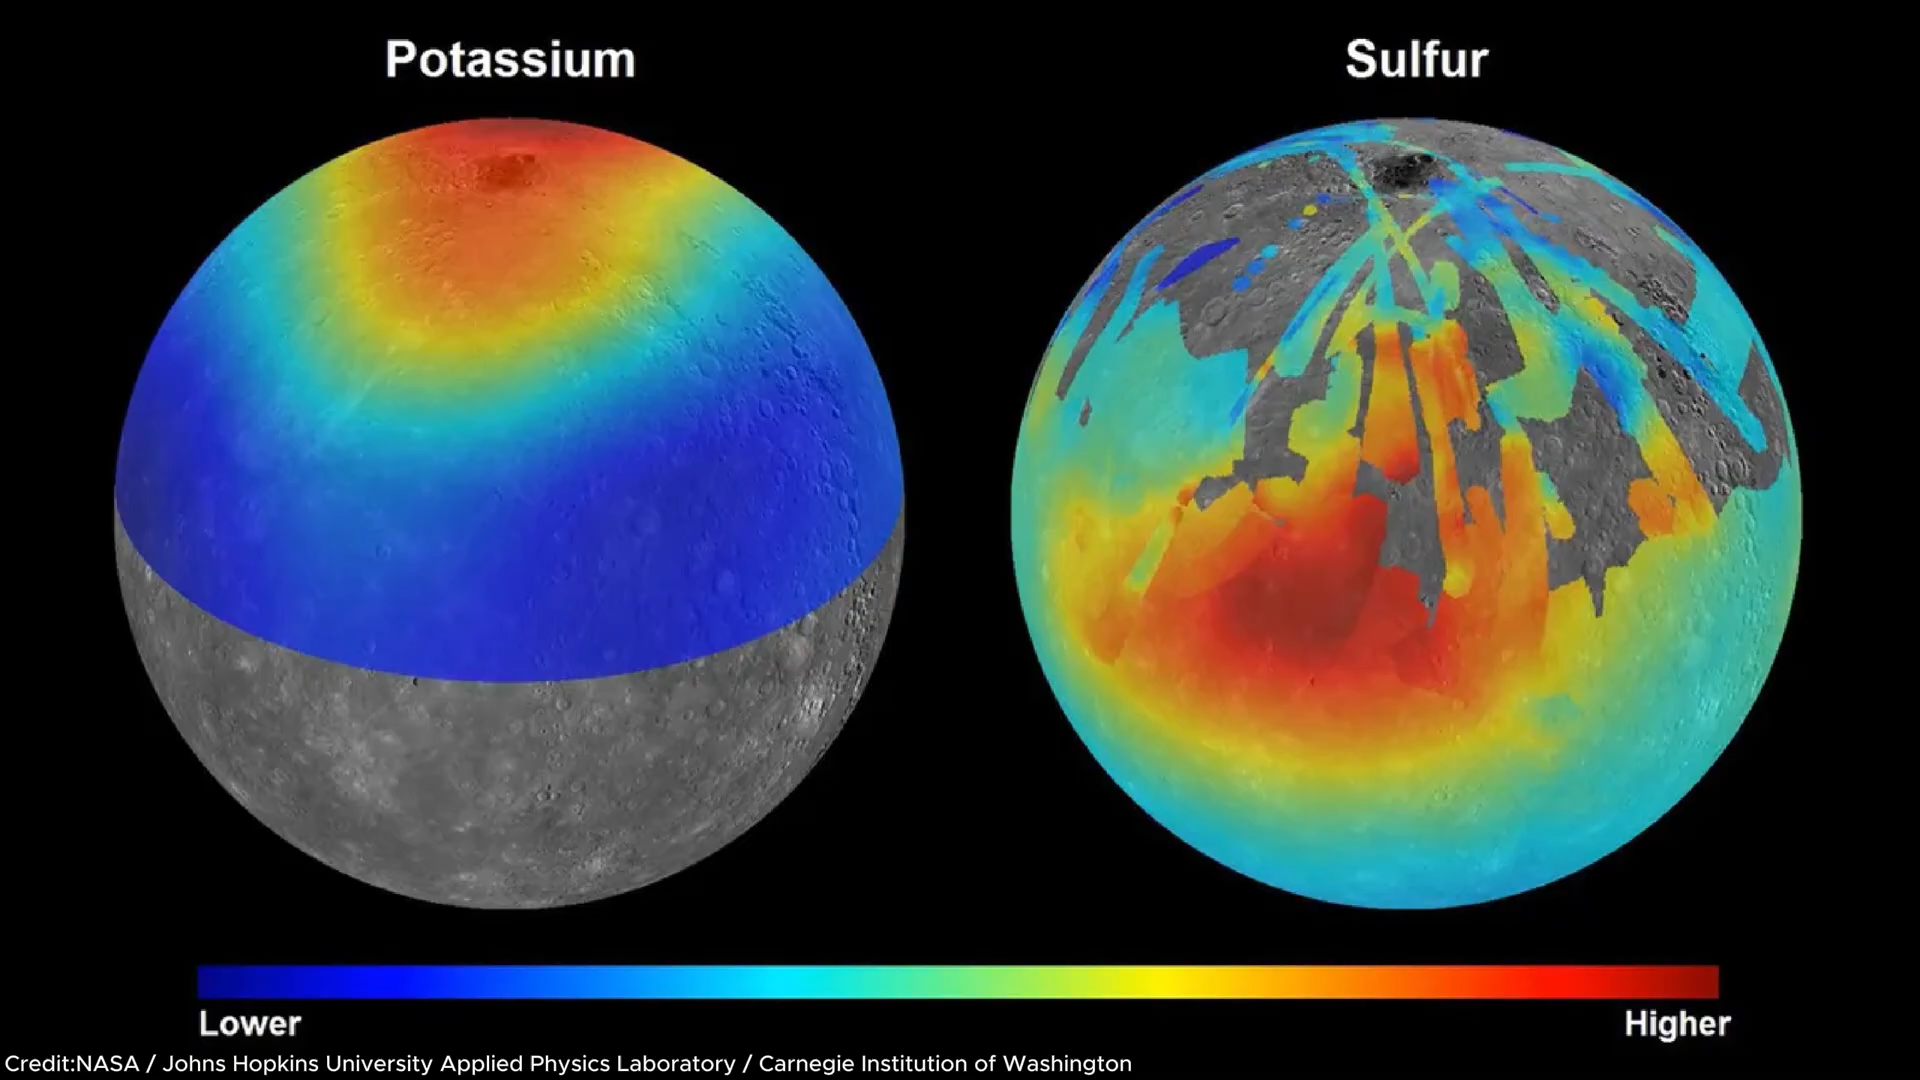 Potassium
Sulfur
Lower
Higher
Credit:NASA / Johns Hopkins University Applied Physics Laboratory / Carnegie Institution of Washington